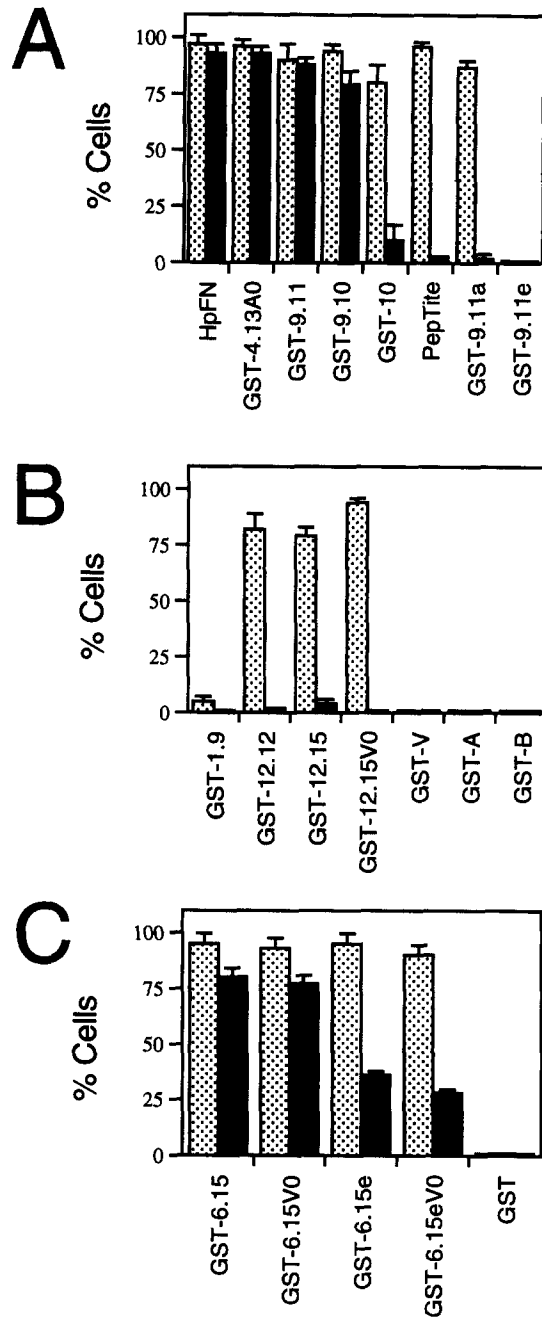 A
% Cells
100
75
50
25
0
HpFN
GST-4.13A0
GST-9.11
GST-9.10
GST-10
PepTite
GST-9.11a
GST-9.11e
B
% Cells
100
75
50
25
0
GST-1.9
GST-12.12
GST-12.15
GST-12.15V0
GST-V
GST-A
GST-B
C
% Cells
100
75
50
25
0
GST-6.15
GST-6.15V0
GST-6.15e
GST-6.15eV0
GST